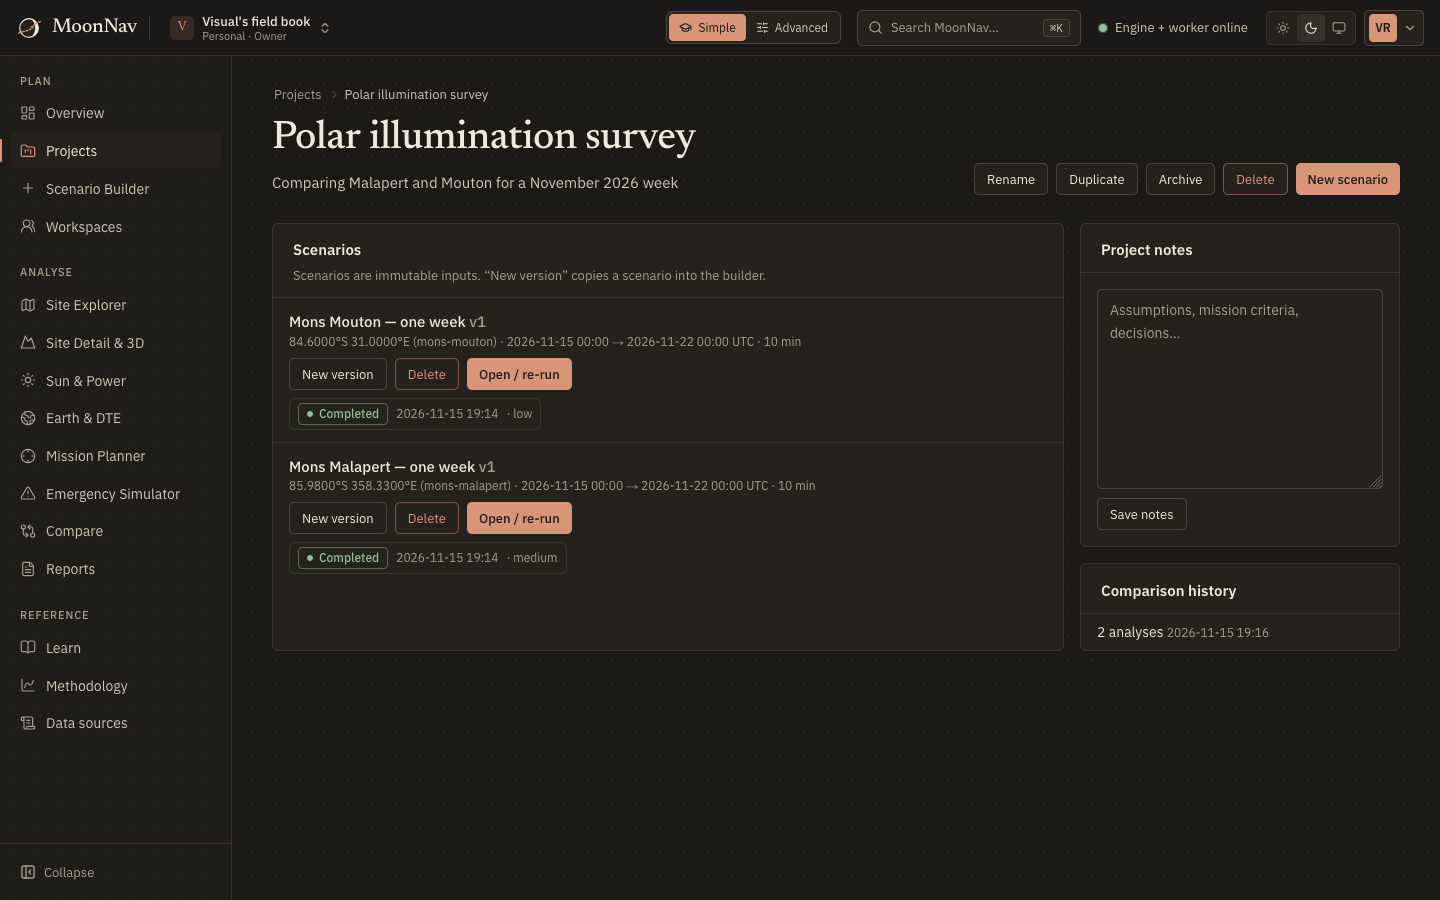 MoonNav
V
Visual's field book
Personal · Owner
Simple
Advanced
Search MoonNav...
⌘K
Engine + worker online
VR
PLAN
Overview
Projects
Scenario Builder
Workspaces
ANALYSE
Site Explorer
Site Detail & 3D
Sun & Power
Earth & DTE
Mission Planner
Emergency Simulator
Compare
Reports
REFERENCE
Learn
Methodology
Data sources
Collapse
Projects > Polar illumination survey
Polar illumination survey
Comparing Malapert and Mouton for a November 2026 week
Rename
Duplicate
Archive
Delete
New scenario
Scenarios
Scenarios are immutable inputs. “New version” copies a scenario into the builder.
Mons Mouton — one week v1
84.6000°S 31.0000°E (mons-mouton) · 2026-11-15 00:00 → 2026-11-22 00:00 UTC · 10 min
New version
Delete
Open / re-run
Completed 2026-11-15 19:14 · low
Mons Malapert — one week v1
85.9800°S 358.3300°E (mons-malapert) · 2026-11-15 00:00 → 2026-11-22 00:00 UTC · 10 min
New version
Delete
Open / re-run
Completed 2026-11-15 19:14 · medium
Project notes
Assumptions, mission criteria,
decisions...
Save notes
Comparison history
2 analyses 2026-11-15 19:16